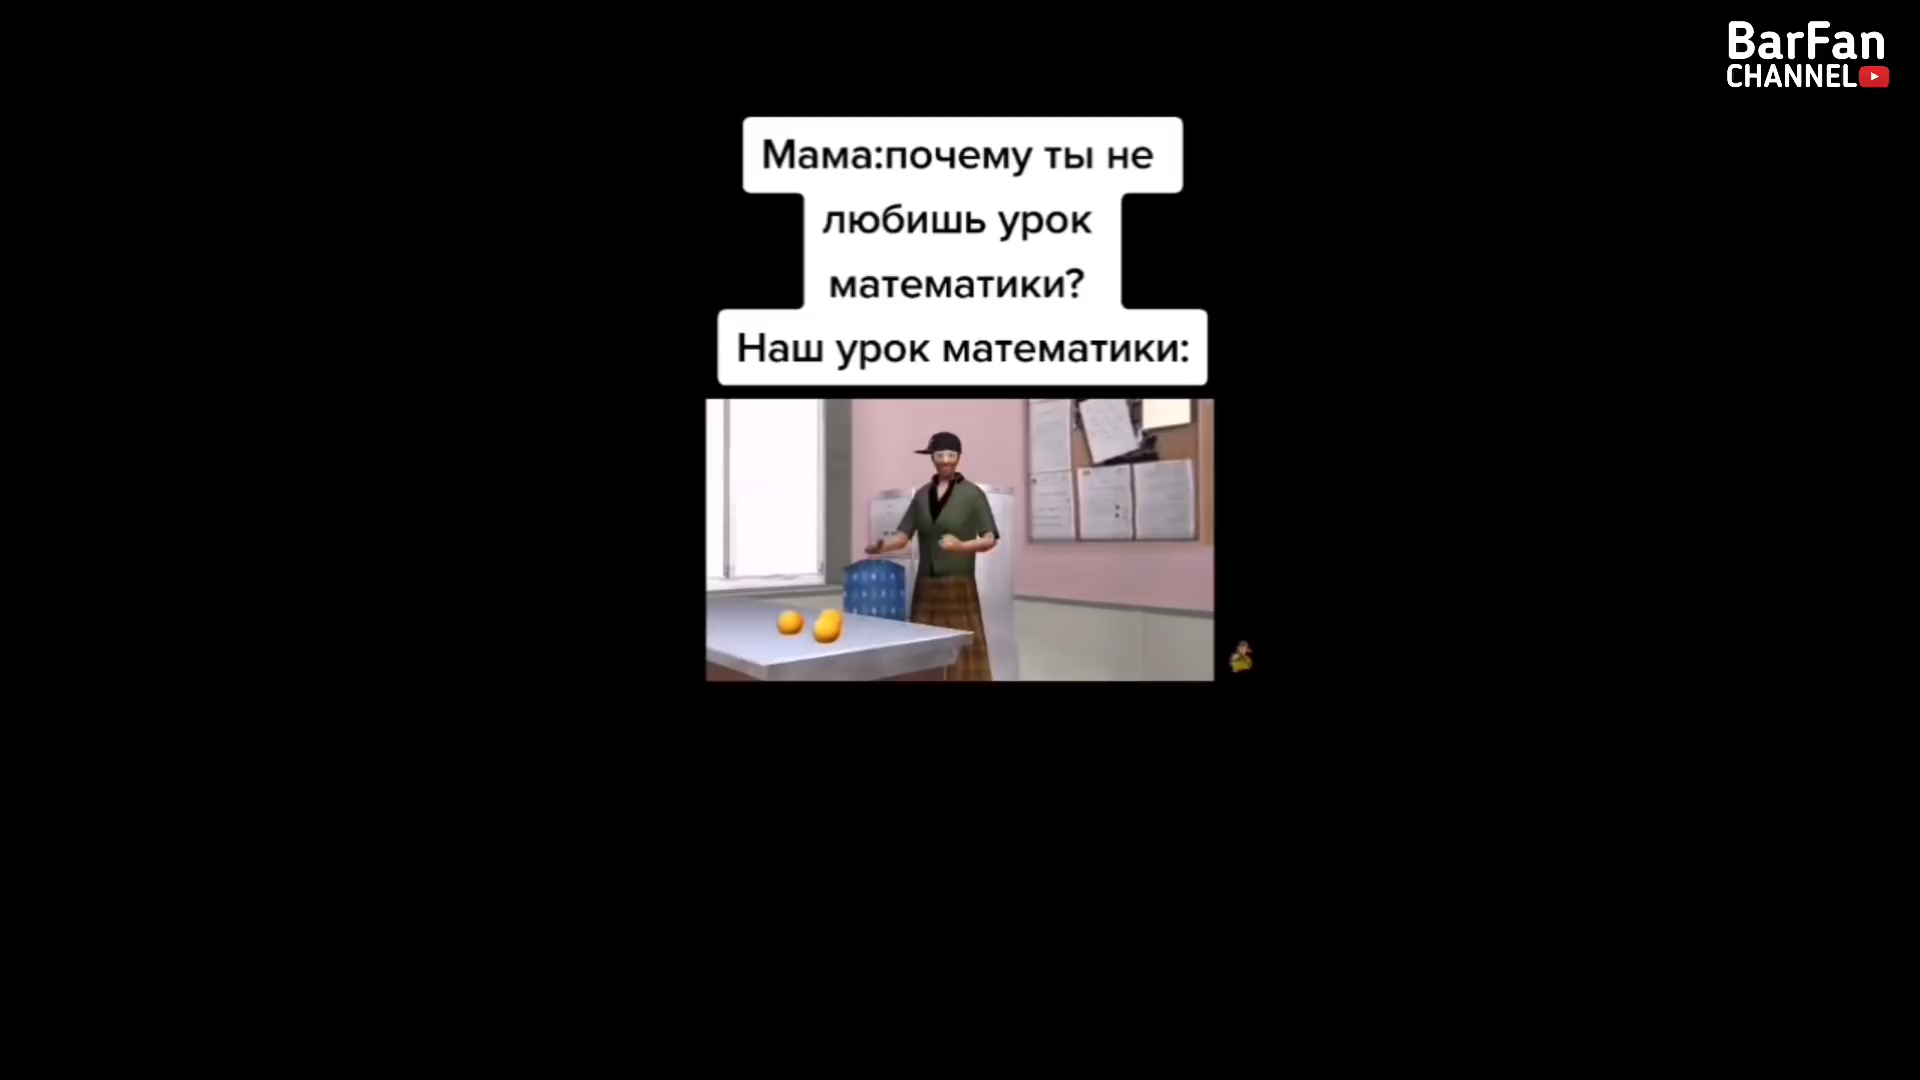 BarFan
CHANNEL
Мама:почему ты не
любишь урок
математики?
Наш урок математики: